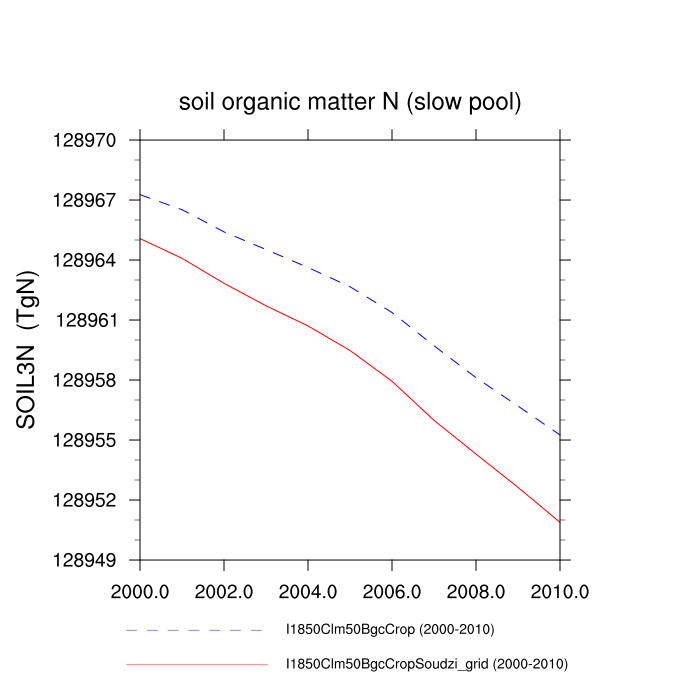 soil organic matter N (slow pool)
SOIL3N (TgN)
128970
128967
128964
128961
128958
128955
128952
128949
2000.0 2002.0 2004.0 2006.0 2008.0 2010.0
I1850Clm50BgcCrop (2000-2010)
I1850Clm50BgcCropSoudzi_grid (2000-2010)